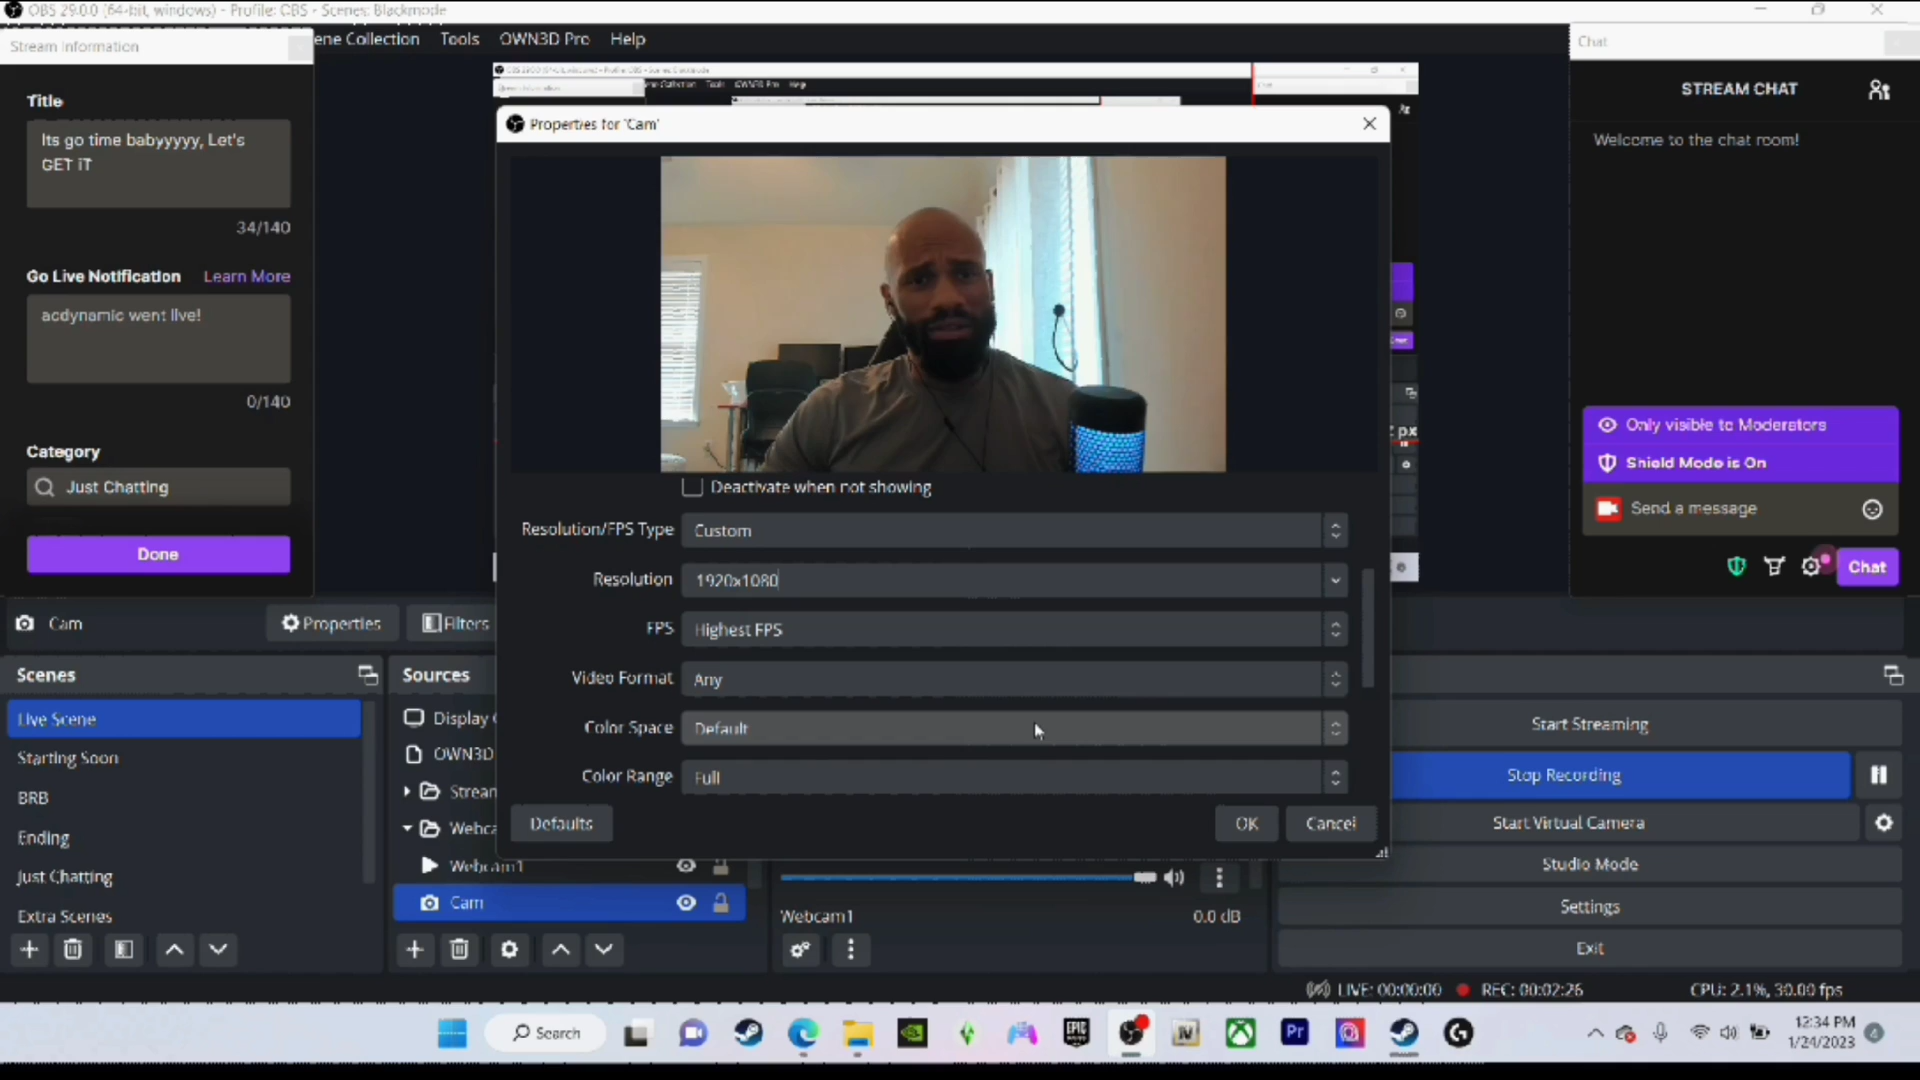 OBS 29.0.0 (64-bit, windows) - Profile: CBS - Scenes: Blackmode
Stream Information
ene Collection
Tools
OWN3D Pro
Help
Chat
Title
Its go time babyyyyy, Let's
GET iT
34/140
Go Live Notification
Learn More
acdynamic went live!
0/140
Category
Just Chatting
Done
Properties for 'Cam'
Deactivate when not showing
Resolution/FPS Type
Custom
Resolution
1920x1080
FPS
Highest FPS
Video Format
Any
Color Space
Default
Color Range
Full
Defaults
OK
Cancel
STREAM CHAT
Welcome to the chat room!
Only visible to Moderators
Shield Mode is On
Send a message
Chat
Cam
Properties
Filters
Scenes
Live Scene
Starting Soon
BRB
Ending
Just Chatting
Extra Scenes
Sources
Display
OWN3D
Strean
Webca
Webcam1
Cam
Webcam1
0.0 dB
Start Streaming
Stop Recording
Start Virtual Camera
Studio Mode
Settings
Exit
LIVE: 00:00:00
REC: 00:02:26
CPU: 2.1%, 30.00 fps
Search
EPIC
Pr
12:34 PM
1/24/2023
4